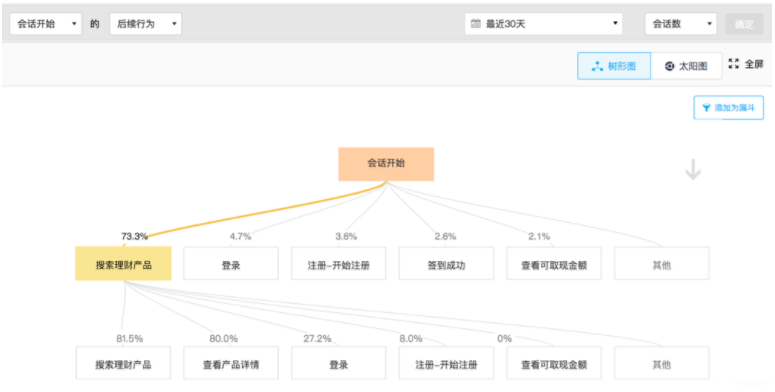 会话开始 的 后续行为 最近30天 会话数 确定
树形图 太阳图 全屏
添加为漏斗
会话开始
73.3% 4.7% 3.6% 2.6% 2.1%
搜索理财产品 登录 注册-开始注册 签到成功 查看可取现金额 其他
81.5% 80.0% 27.2% 8.0% 0%
搜索理财产品 查看产品详情 登录 注册-开始注册 查看可取现金额 其他